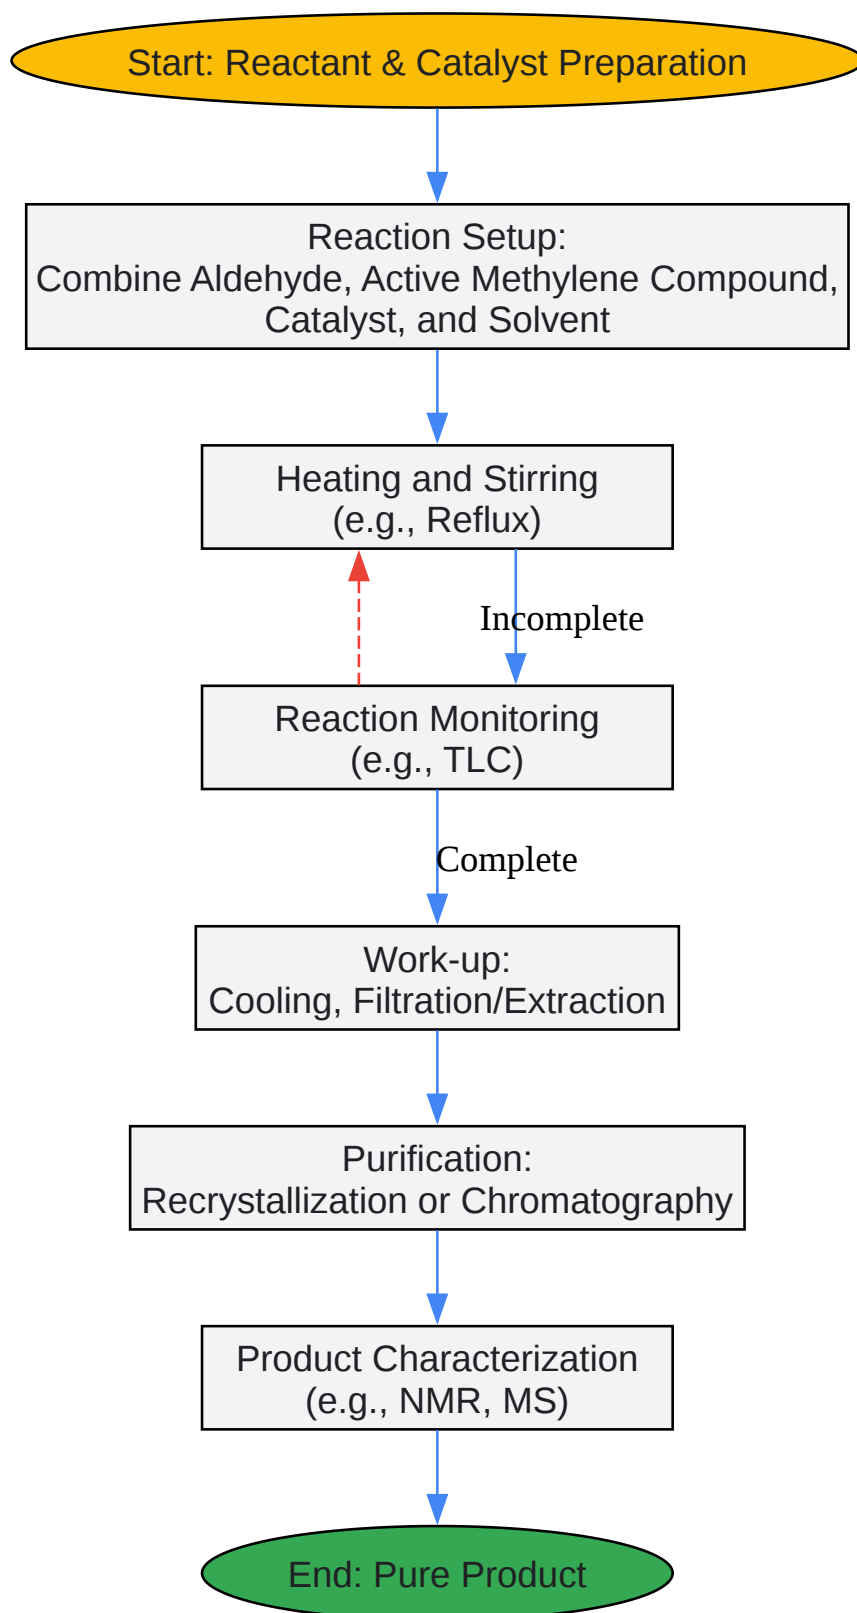 Start: Reactant & Catalyst Preparation
Reaction Setup:
Combine Aldehyde, Active Methylene Compound,
Catalyst, and Solvent
Heating and Stirring
(e.g., Reflux)
Incomplete
Reaction Monitoring
(e.g., TLC)
Complete
Work-up:
Cooling, Filtration/Extraction
Purification:
Recrystallization or Chromatography
Product Characterization
(e.g., NMR, MS)
End: Pure Product